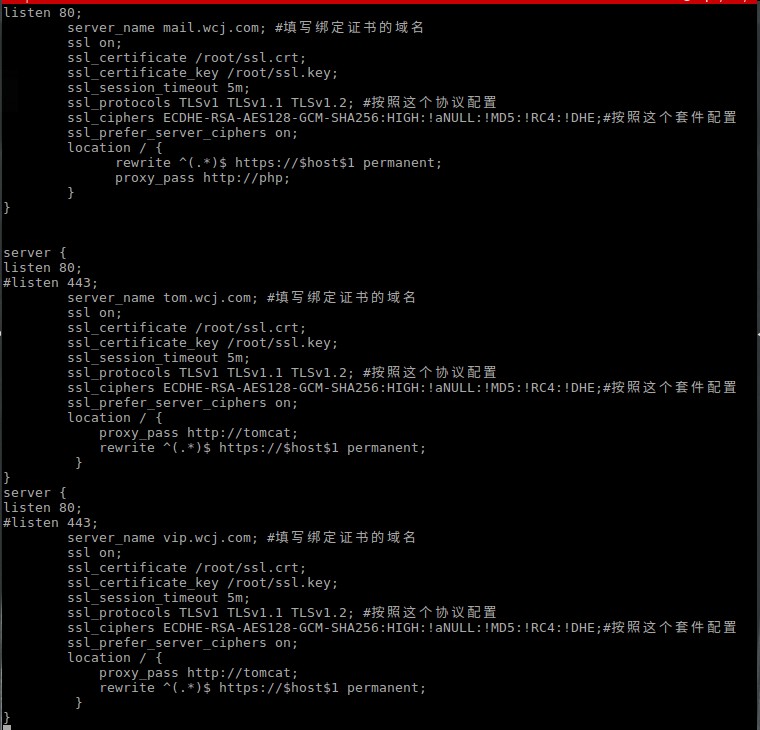 listen 80;
        server_name mail.wcj.com; #填写绑定证书的域名
        ssl on;
        ssl_certificate /root/ssl.crt;
        ssl_certificate_key /root/ssl.key;
        ssl_session_timeout 5m;
        ssl_protocols TLSv1 TLSv1.1 TLSv1.2; #按照这个协议配置
        ssl_ciphers ECDHE-RSA-AES128-GCM-SHA256:HIGH:!aNULL:!MD5:!RC4:!DHE;#按照这个套件配置
        ssl_prefer_server_ciphers on;
        location / {
              rewrite ^(.*)$ https://$host$1 permanent;
              proxy_pass http://php;
        }
}
server {
listen 80;
#listen 443;
        server_name tom.wcj.com; #填写绑定证书的域名
        ssl on;
        ssl_certificate /root/ssl.crt;
        ssl_certificate_key /root/ssl.key;
        ssl_session_timeout 5m;
        ssl_protocols TLSv1 TLSv1.1 TLSv1.2; #按照这个协议配置
        ssl_ciphers ECDHE-RSA-AES128-GCM-SHA256:HIGH:!aNULL:!MD5:!RC4:!DHE;#按照这个套件配置
        ssl_prefer_server_ciphers on;
        location / {
            proxy_pass http://tomcat;
            rewrite ^(.*)$ https://$host$1 permanent;
         }
}
server {
listen 80;
#listen 443;
        server_name vip.wcj.com; #填写绑定证书的域名
        ssl on;
        ssl_certificate /root/ssl.crt;
        ssl_certificate_key /root/ssl.key;
        ssl_session_timeout 5m;
        ssl_protocols TLSv1 TLSv1.1 TLSv1.2; #按照这个协议配置
        ssl_ciphers ECDHE-RSA-AES128-GCM-SHA256:HIGH:!aNULL:!MD5:!RC4:!DHE;#按照这个套件配置
        ssl_prefer_server_ciphers on;
        location / {
            proxy_pass http://tomcat;
            rewrite ^(.*)$ https://$host$1 permanent;
         }
}